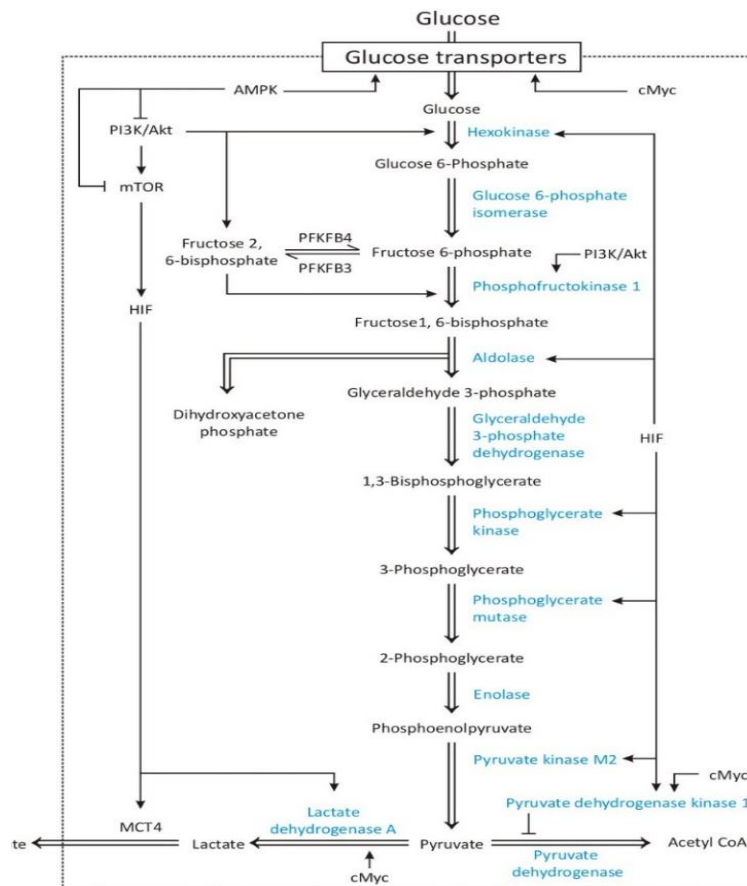 Glucose
Glucose transporters
AMPK
cMyc
Glucose
PI3K/Akt
Hexokinase
Glucose 6-Phosphate
mTOR
Glucose 6-phosphate
isomerase
Fructose 2,
6-bisphosphate
PFKFB4
PFKFB3
Fructose 6-phosphate
PI3K/Akt
Phosphofructokinase 1
HIF
Fructose1, 6-bisphosphate
Aldolase
Glyceraldehyde 3-phosphate
Dihydroxyacetone
phosphate
Glyceraldehyde
3-phosphate
dehydrogenase
HIF
1,3-Bisphosphoglycerate
Phosphoglycerate
kinase
3-Phosphoglycerate
Phosphoglycerate
mutase
2-Phosphoglycerate
Enolase
Phosphoenolpyruvate
Pyruvate kinase M2
cMyc
Pyruvate dehydrogenase kinase 1
Lactate
dehydrogenase A
MCT4
te
Lactate
Pyruvate
Acetyl CoA
Pyruvate
dehydrogenase
cMyc